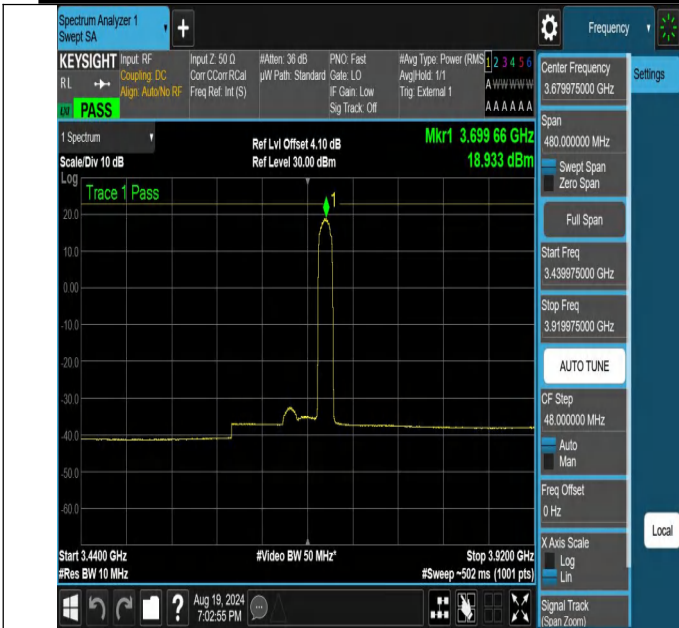 Spectrum Analyzer 1
Swept SA
Frequency
KEYSIGHT
RL
LXI
PASS
Input: RF
Coupling: DC
Align: Auto/No RF
Input Z: 50 Ω
Corr CCorr RCal
Freq Ref: Int (S)
#Atten: 36 dB
µW Path: Standard
PNO: Fast
Gate: LO
IF Gain: Low
Sig Track: Off
#Avg Type: Power (RMS
Avg|Hold: 1/1
Trig: External 1
1 2 3 4 5 6
A W W W W W
A A A A A A
1 Spectrum
Scale/Div 10 dB
Log
Ref Lvl Offset 4.10 dB
Ref Level 30.00 dBm
Mkr1 3.699 66 GHz
18.933 dBm
Trace 1 Pass
1
20.0
10.0
0.00
-10.0
-20.0
-30.0
-40.0
-50.0
-60.0
Start 3.4400 GHz
#Res BW 10 MHz
#Video BW 50 MHz*
Stop 3.9200 GHz
#Sweep ~502 ms (1001 pts)
Aug 19, 2024
7:02:55 PM
?
Center Frequency
3.679975000 GHz
Span
480.000000 MHz
Swept Span
Zero Span
Full Span
Start Freq
3.439975000 GHz
Stop Freq
3.919975000 GHz
AUTO TUNE
CF Step
48.000000 MHz
Auto
Man
Freq Offset
0 Hz
X Axis Scale
Log
Lin
Signal Track
(Span Zoom)
Settings
Local